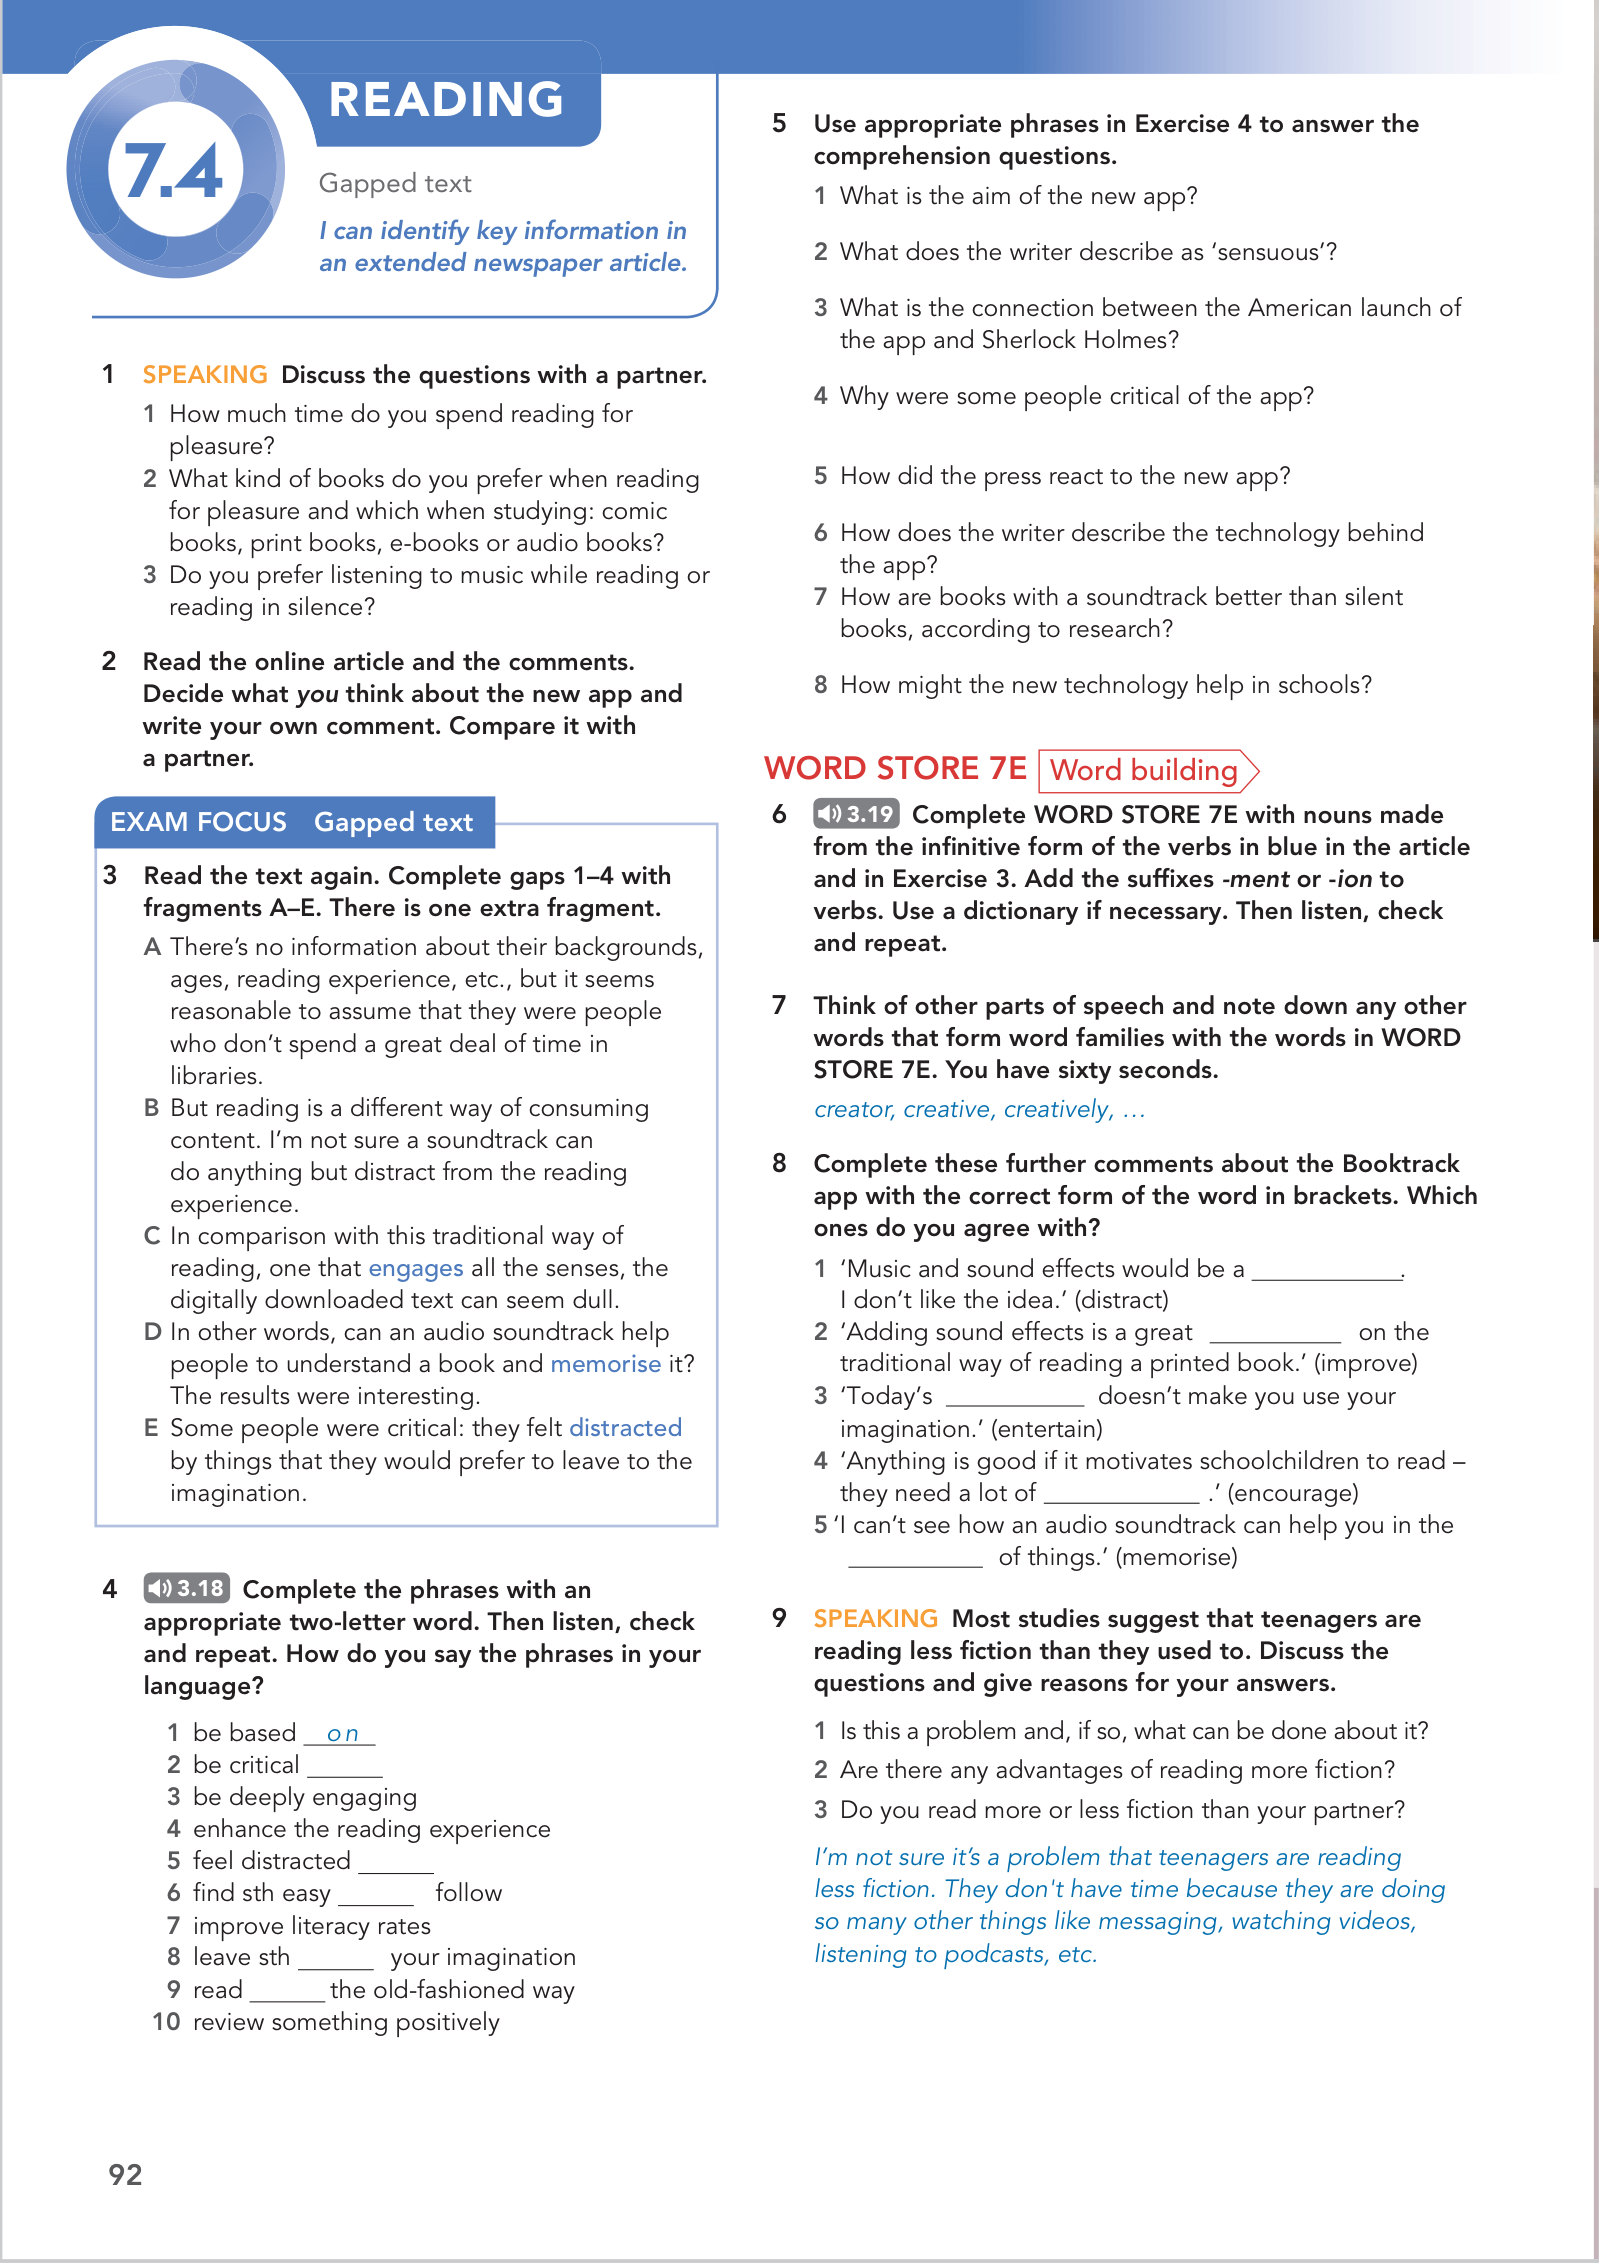 READING
7.4
Gapped text
I can identify key information in
an extended newspaper article.
1 SPEAKING Discuss the questions with a partner.
1 How much time do you spend reading for
pleasure?
2 What kind of books do you prefer when reading
for pleasure and which when studying: comic
books, print books, e-books or audio books?
3 Do you prefer listening to music while reading or
reading in silence?
2 Read the online article and the comments.
Decide what you think about the new app and
write your own comment. Compare it with
a partner.
EXAM FOCUS Gapped text
3 Read the text again. Complete gaps 1–4 with
fragments A–E. There is one extra fragment.
A There's no information about their backgrounds,
ages, reading experience, etc., but it seems
reasonable to assume that they were people
who don't spend a great deal of time in
libraries.
B But reading is a different way of consuming
content. I'm not sure a soundtrack can
do anything but distract from the reading
experience.
C In comparison with this traditional way of
reading, one that engages all the senses, the
digitally downloaded text can seem dull.
D In other words, can an audio soundtrack help
people to understand a book and memorise it?
The results were interesting.
E Some people were critical: they felt distracted
by things that they would prefer to leave to the
imagination.
4 3.18 Complete the phrases with an
appropriate two-letter word. Then listen, check
and repeat. How do you say the phrases in your
language?
1 be based on
2 be critical ______
3 be deeply engaging
4 enhance the reading experience
5 feel distracted ______
6 find sth easy ______ follow
7 improve literacy rates
8 leave sth ______ your imagination
9 read ______ the old-fashioned way
10 review something positively
92
5 Use appropriate phrases in Exercise 4 to answer the
comprehension questions.
1 What is the aim of the new app?
2 What does the writer describe as ‘sensuous’?
3 What is the connection between the American launch of
the app and Sherlock Holmes?
4 Why were some people critical of the app?
5 How did the press react to the new app?
6 How does the writer describe the technology behind
the app?
7 How are books with a soundtrack better than silent
books, according to research?
8 How might the new technology help in schools?
WORD STORE 7E Word building
6 3.19 Complete WORD STORE 7E with nouns made
from the infinitive form of the verbs in blue in the article
and in Exercise 3. Add the suffixes -ment or -ion to
verbs. Use a dictionary if necessary. Then listen, check
and repeat.
7 Think of other parts of speech and note down any other
words that form word families with the words in WORD
STORE 7E. You have sixty seconds.
creator, creative, creatively, …
8 Complete these further comments about the Booktrack
app with the correct form of the word in brackets. Which
ones do you agree with?
1 ‘Music and sound effects would be a ____________.
I don't like the idea.’ (distract)
2 ‘Adding sound effects is a great __________ on the
traditional way of reading a printed book.’ (improve)
3 ‘Today's ___________ doesn't make you use your
imagination.’ (entertain)
4 ‘Anything is good if it motivates schoolchildren to read –
they need a lot of ____________ .’ (encourage)
5 ‘I can't see how an audio soundtrack can help you in the
___________ of things.’ (memorise)
9 SPEAKING Most studies suggest that teenagers are
reading less fiction than they used to. Discuss the
questions and give reasons for your answers.
1 Is this a problem and, if so, what can be done about it?
2 Are there any advantages of reading more fiction?
3 Do you read more or less fiction than your partner?
I'm not sure it's a problem that teenagers are reading
less fiction. They don't have time because they are doing
so many other things like messaging, watching videos,
listening to podcasts, etc.